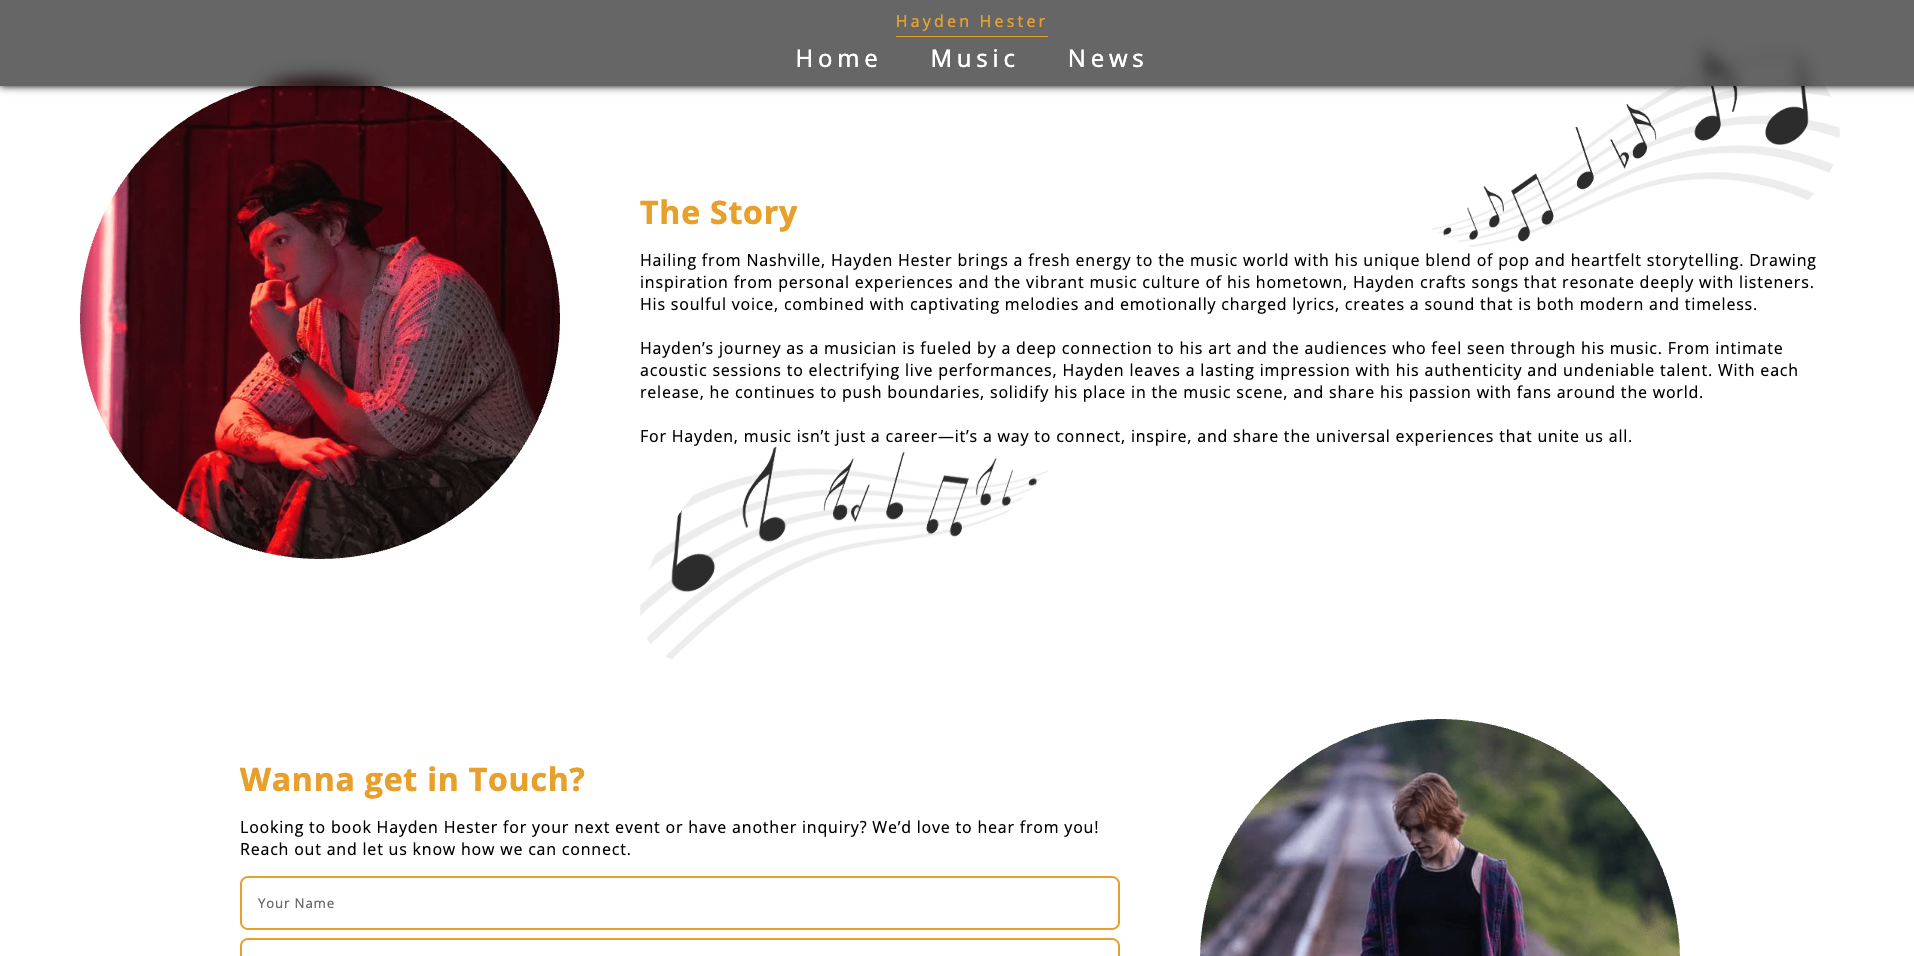 Hayden Hester
Home Music News
The Story
Hailing from Nashville, Hayden Hester brings a fresh energy to the music world with his unique blend of pop and heartfelt storytelling. Drawing
inspiration from personal experiences and the vibrant music culture of his hometown, Hayden crafts songs that resonate deeply with listeners.
His soulful voice, combined with captivating melodies and emotionally charged lyrics, creates a sound that is both modern and timeless.
Hayden’s journey as a musician is fueled by a deep connection to his art and the audiences who feel seen through his music. From intimate
acoustic sessions to electrifying live performances, Hayden leaves a lasting impression with his authenticity and undeniable talent. With each
release, he continues to push boundaries, solidify his place in the music scene, and share his passion with fans around the world.
For Hayden, music isn’t just a career—it’s a way to connect, inspire, and share the universal experiences that unite us all.
Wanna get in Touch?
Looking to book Hayden Hester for your next event or have another inquiry? We’d love to hear from you!
Reach out and let us know how we can connect.
Your Name